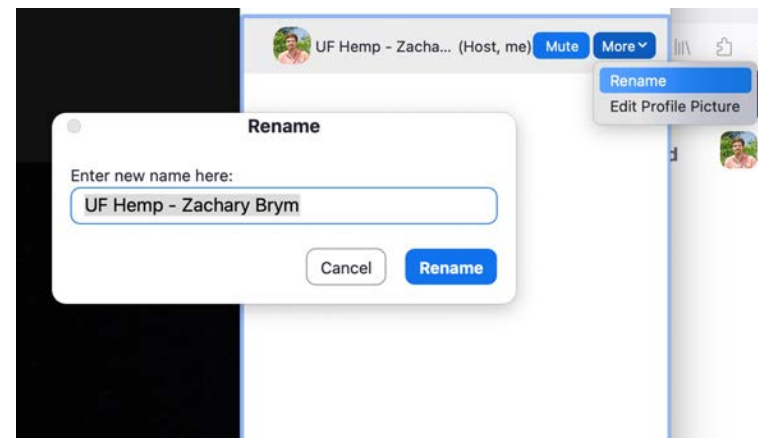 UF Hemp - Zacha... (Host, me) Mute More
Rename
Edit Profile Picture
Rename
Enter new name here:
UF Hemp - Zachary Brym
Cancel Rename
d